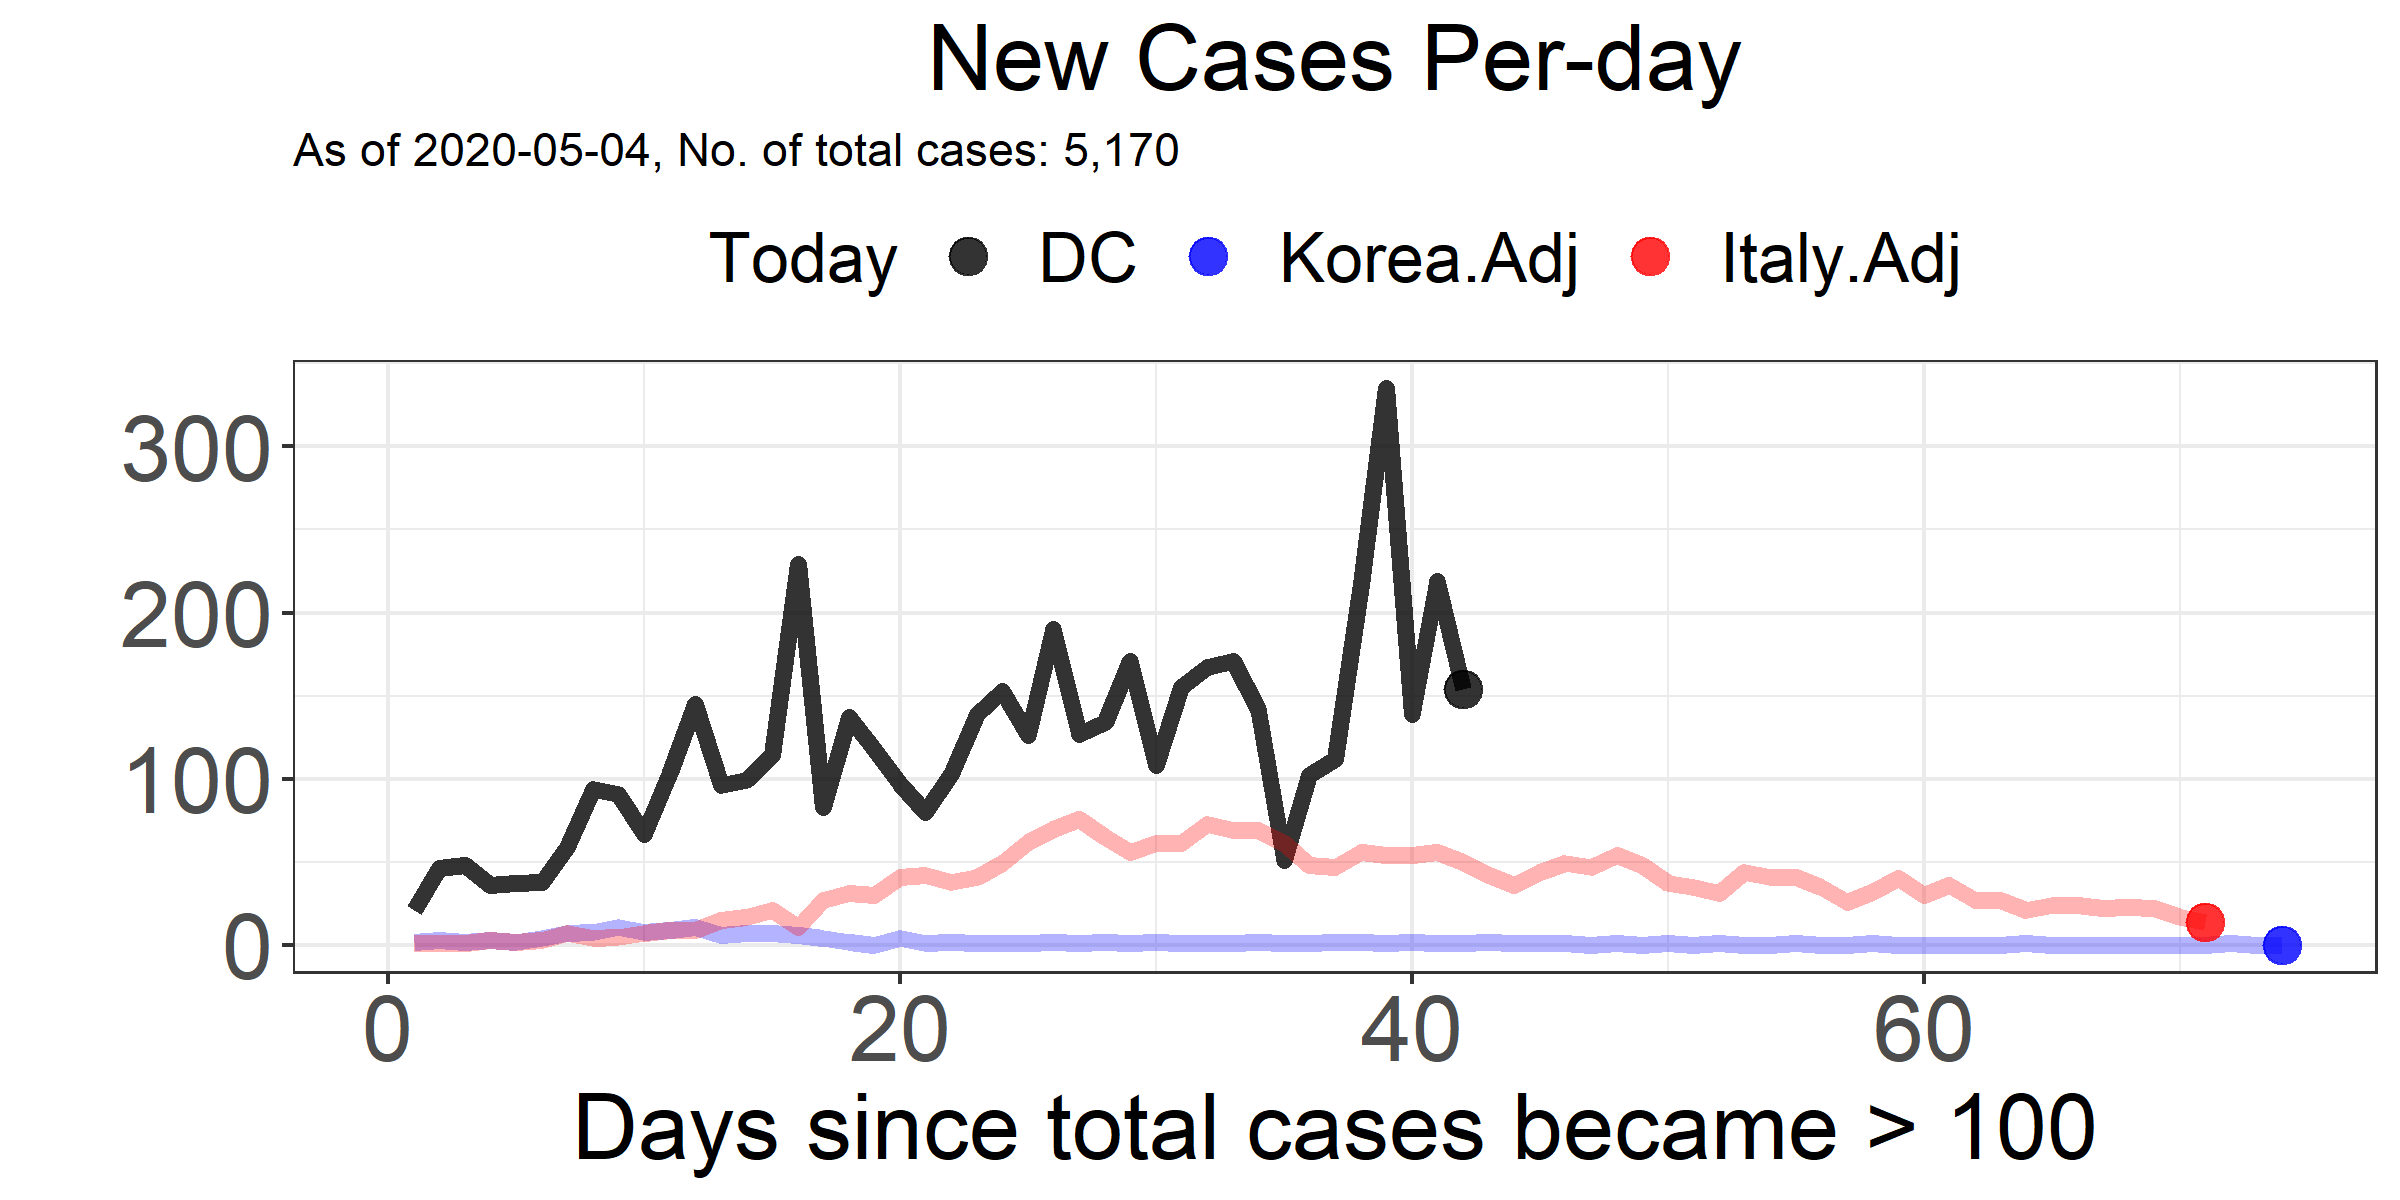 New Cases Per-day
As of 2020-05-04, No. of total cases: 5,170
Today DC Korea.Adj Italy.Adj
300
200
100
0
0 20 40 60
Days since total cases became > 100